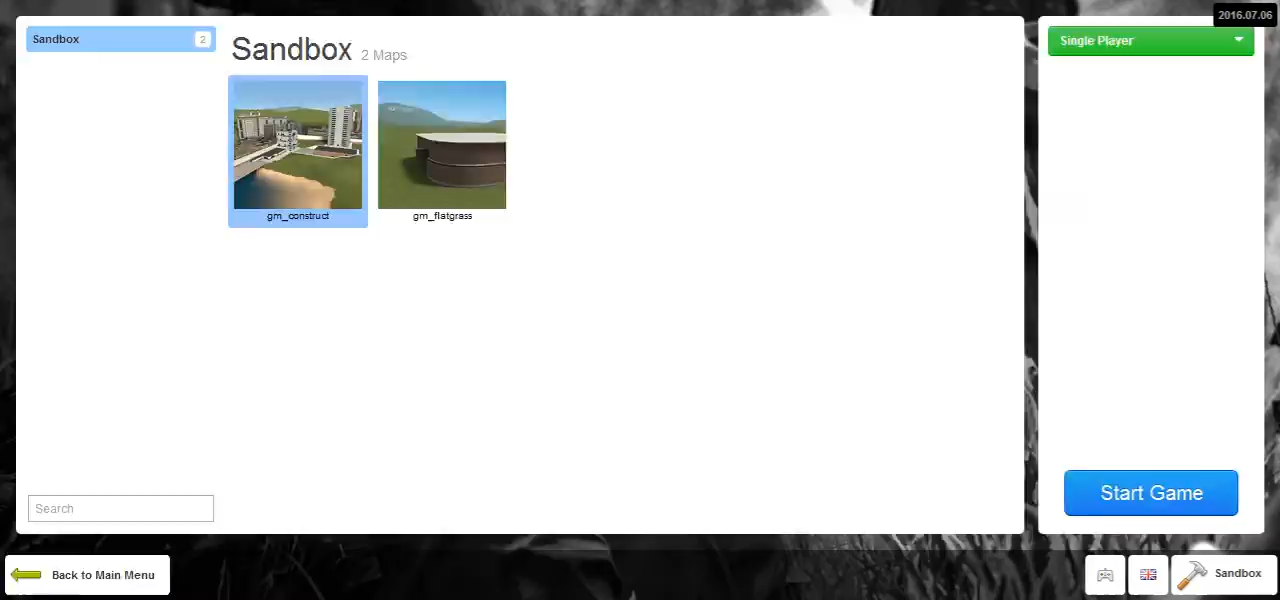 2016.07.06
Sandbox 2
Sandbox 2 Maps
Single Player
gm_construct
gm_flatgrass
Search
Start Game
Back to Main Menu
Sandbox